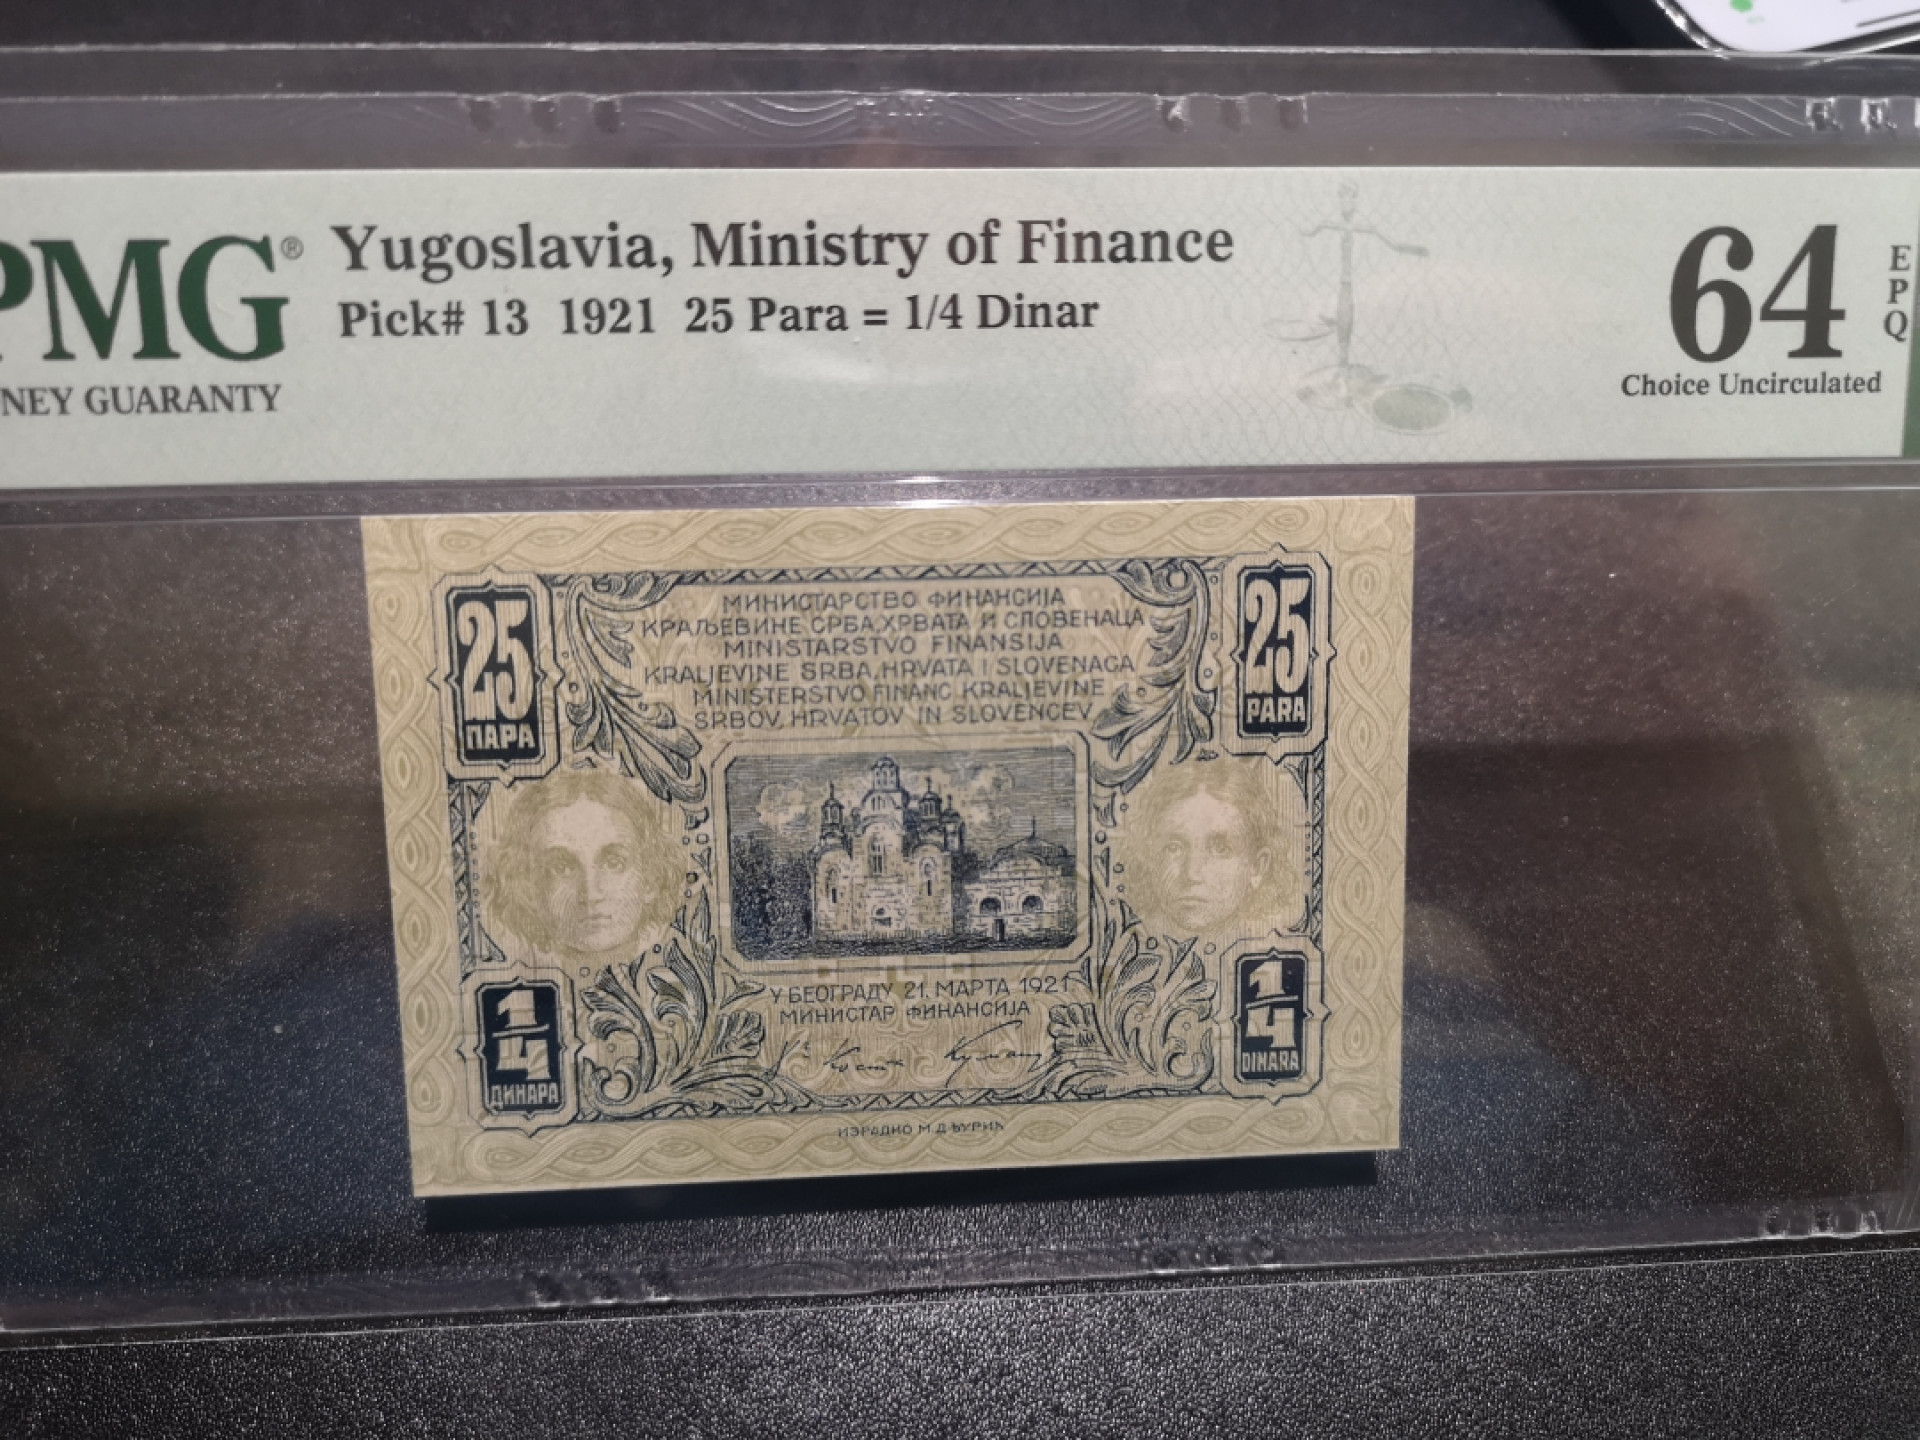 PMG®
NEY GUARANTY
Yugoslavia, Ministry of Finance
Pick# 13 1921 25 Para = 1/4 Dinar
64
EPQ
Choice Uncirculated
25
ПАРА
25
PARA
МИНИСТАРСТВО ФИНАНСИЈА
КРАЉЕВИНЕ СРБА,ХРВАТА И СЛОВЕНАЦА
MINISTARSTVO FINANSIJA
KRALJEVINE SRBA,HRVATA I SLOVENACA
MINISTERSTVO FINANC KRALJEVINE
SRBOV, HRVATOV IN SLOVENCEV
У БЕОГРАДУ 21. МАРТА 1921.
МИНИСТАР ФИНАНСИЈА
1/4
ДИНАРА
1/4
DINARA
ИЗРАДИО М.Д.ЂУРИЋ